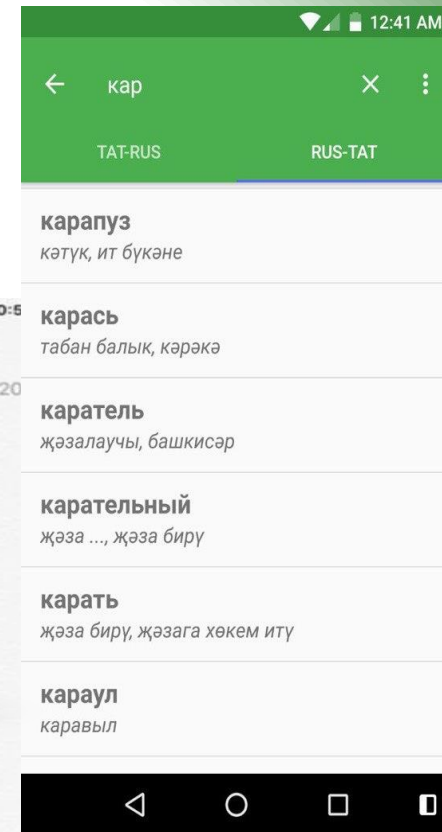 12:41 AM
кар
TAT-RUS RUS-TAT
карапуз
кәтүк, ит бүкәне
карась
табан балык, кәрәкә
каратель
җәзалаучы, башкисәр
карательный
җәза ..., җәза бирү
карать
җәза бирү, җәзага хөкем итү
караул
каравыл